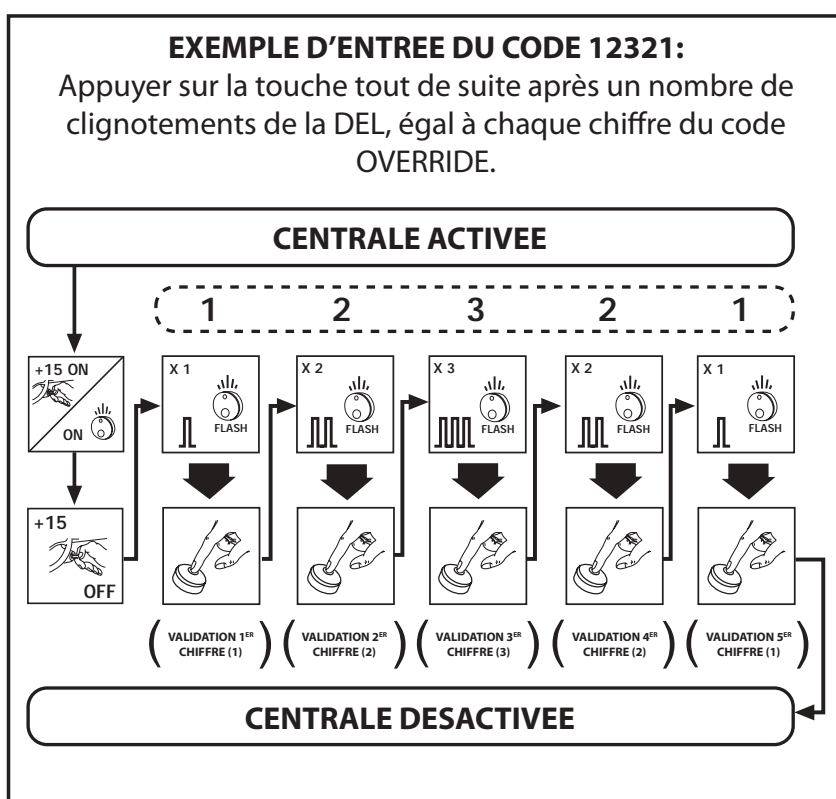 EXEMPLE D'ENTREE DU CODE 12321:
Appuyer sur la touche tout de suite après un nombre de
clignotements de la DEL, égal à chaque chiffre du code
OVERRIDE.
CENTRALE ACTIVEE
1 2 3 2 1
+15 ON
ON
X 1
FLASH
X 2
FLASH
X 3
FLASH
X 2
FLASH
X 1
FLASH
+15
OFF
(VALIDATION 1ER
CHIFFRE (1))
(VALIDATION 2ER
CHIFFRE (2))
(VALIDATION 3ER
CHIFFRE (3))
(VALIDATION 4ER
CHIFFRE (2))
(VALIDATION 5ER
CHIFFRE (1))
CENTRALE DESACTIVEE